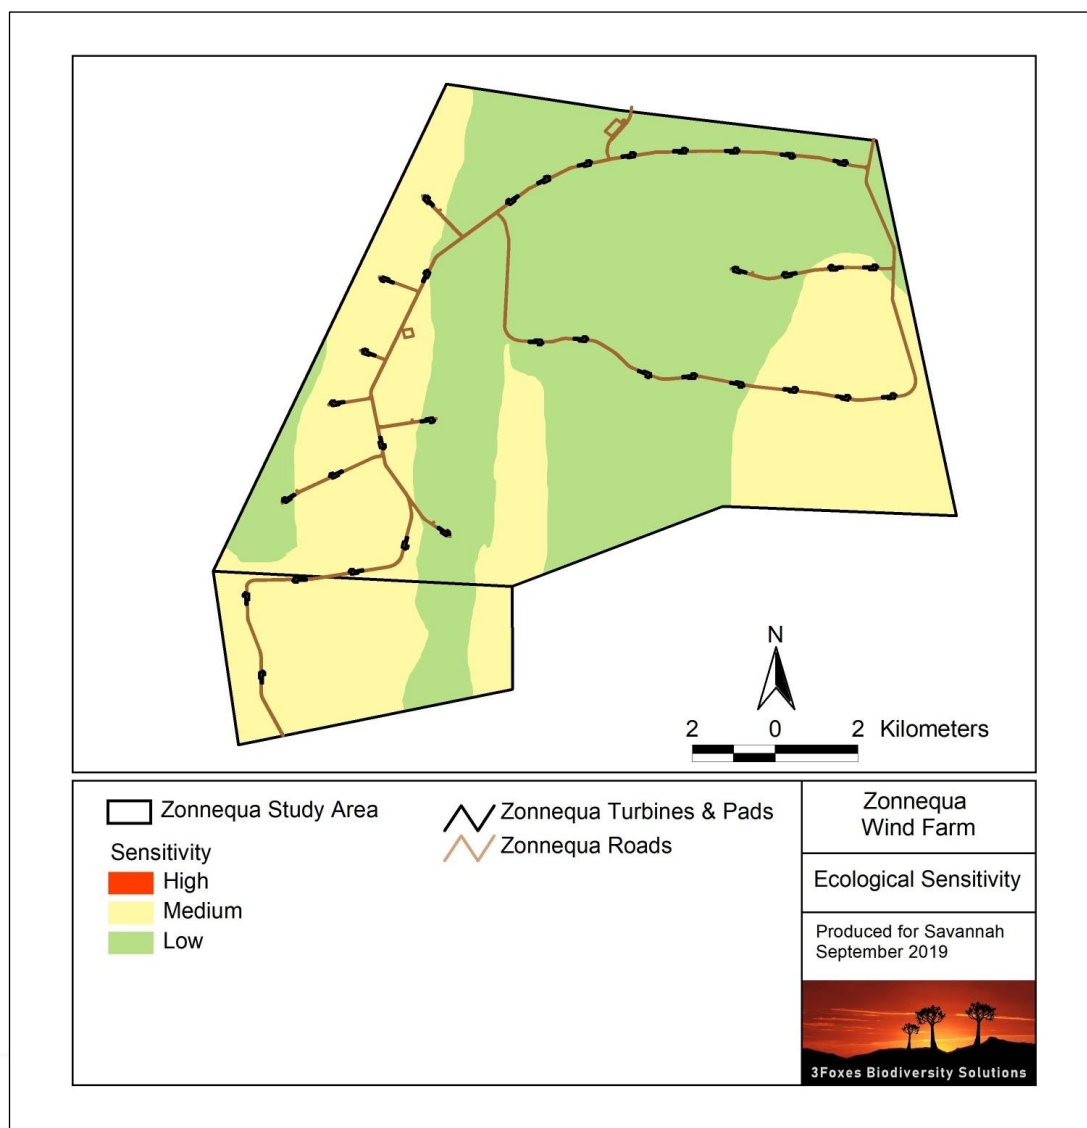 N
2 0 2 Kilometers
Zonnequa Study Area
Sensitivity
High
Medium
Low
Zonnequa Turbines & Pads
Zonnequa Roads
Zonnequa
Wind Farm
Ecological Sensitivity
Produced for Savannah
September 2019
3Foxes Biodiversity Solutions